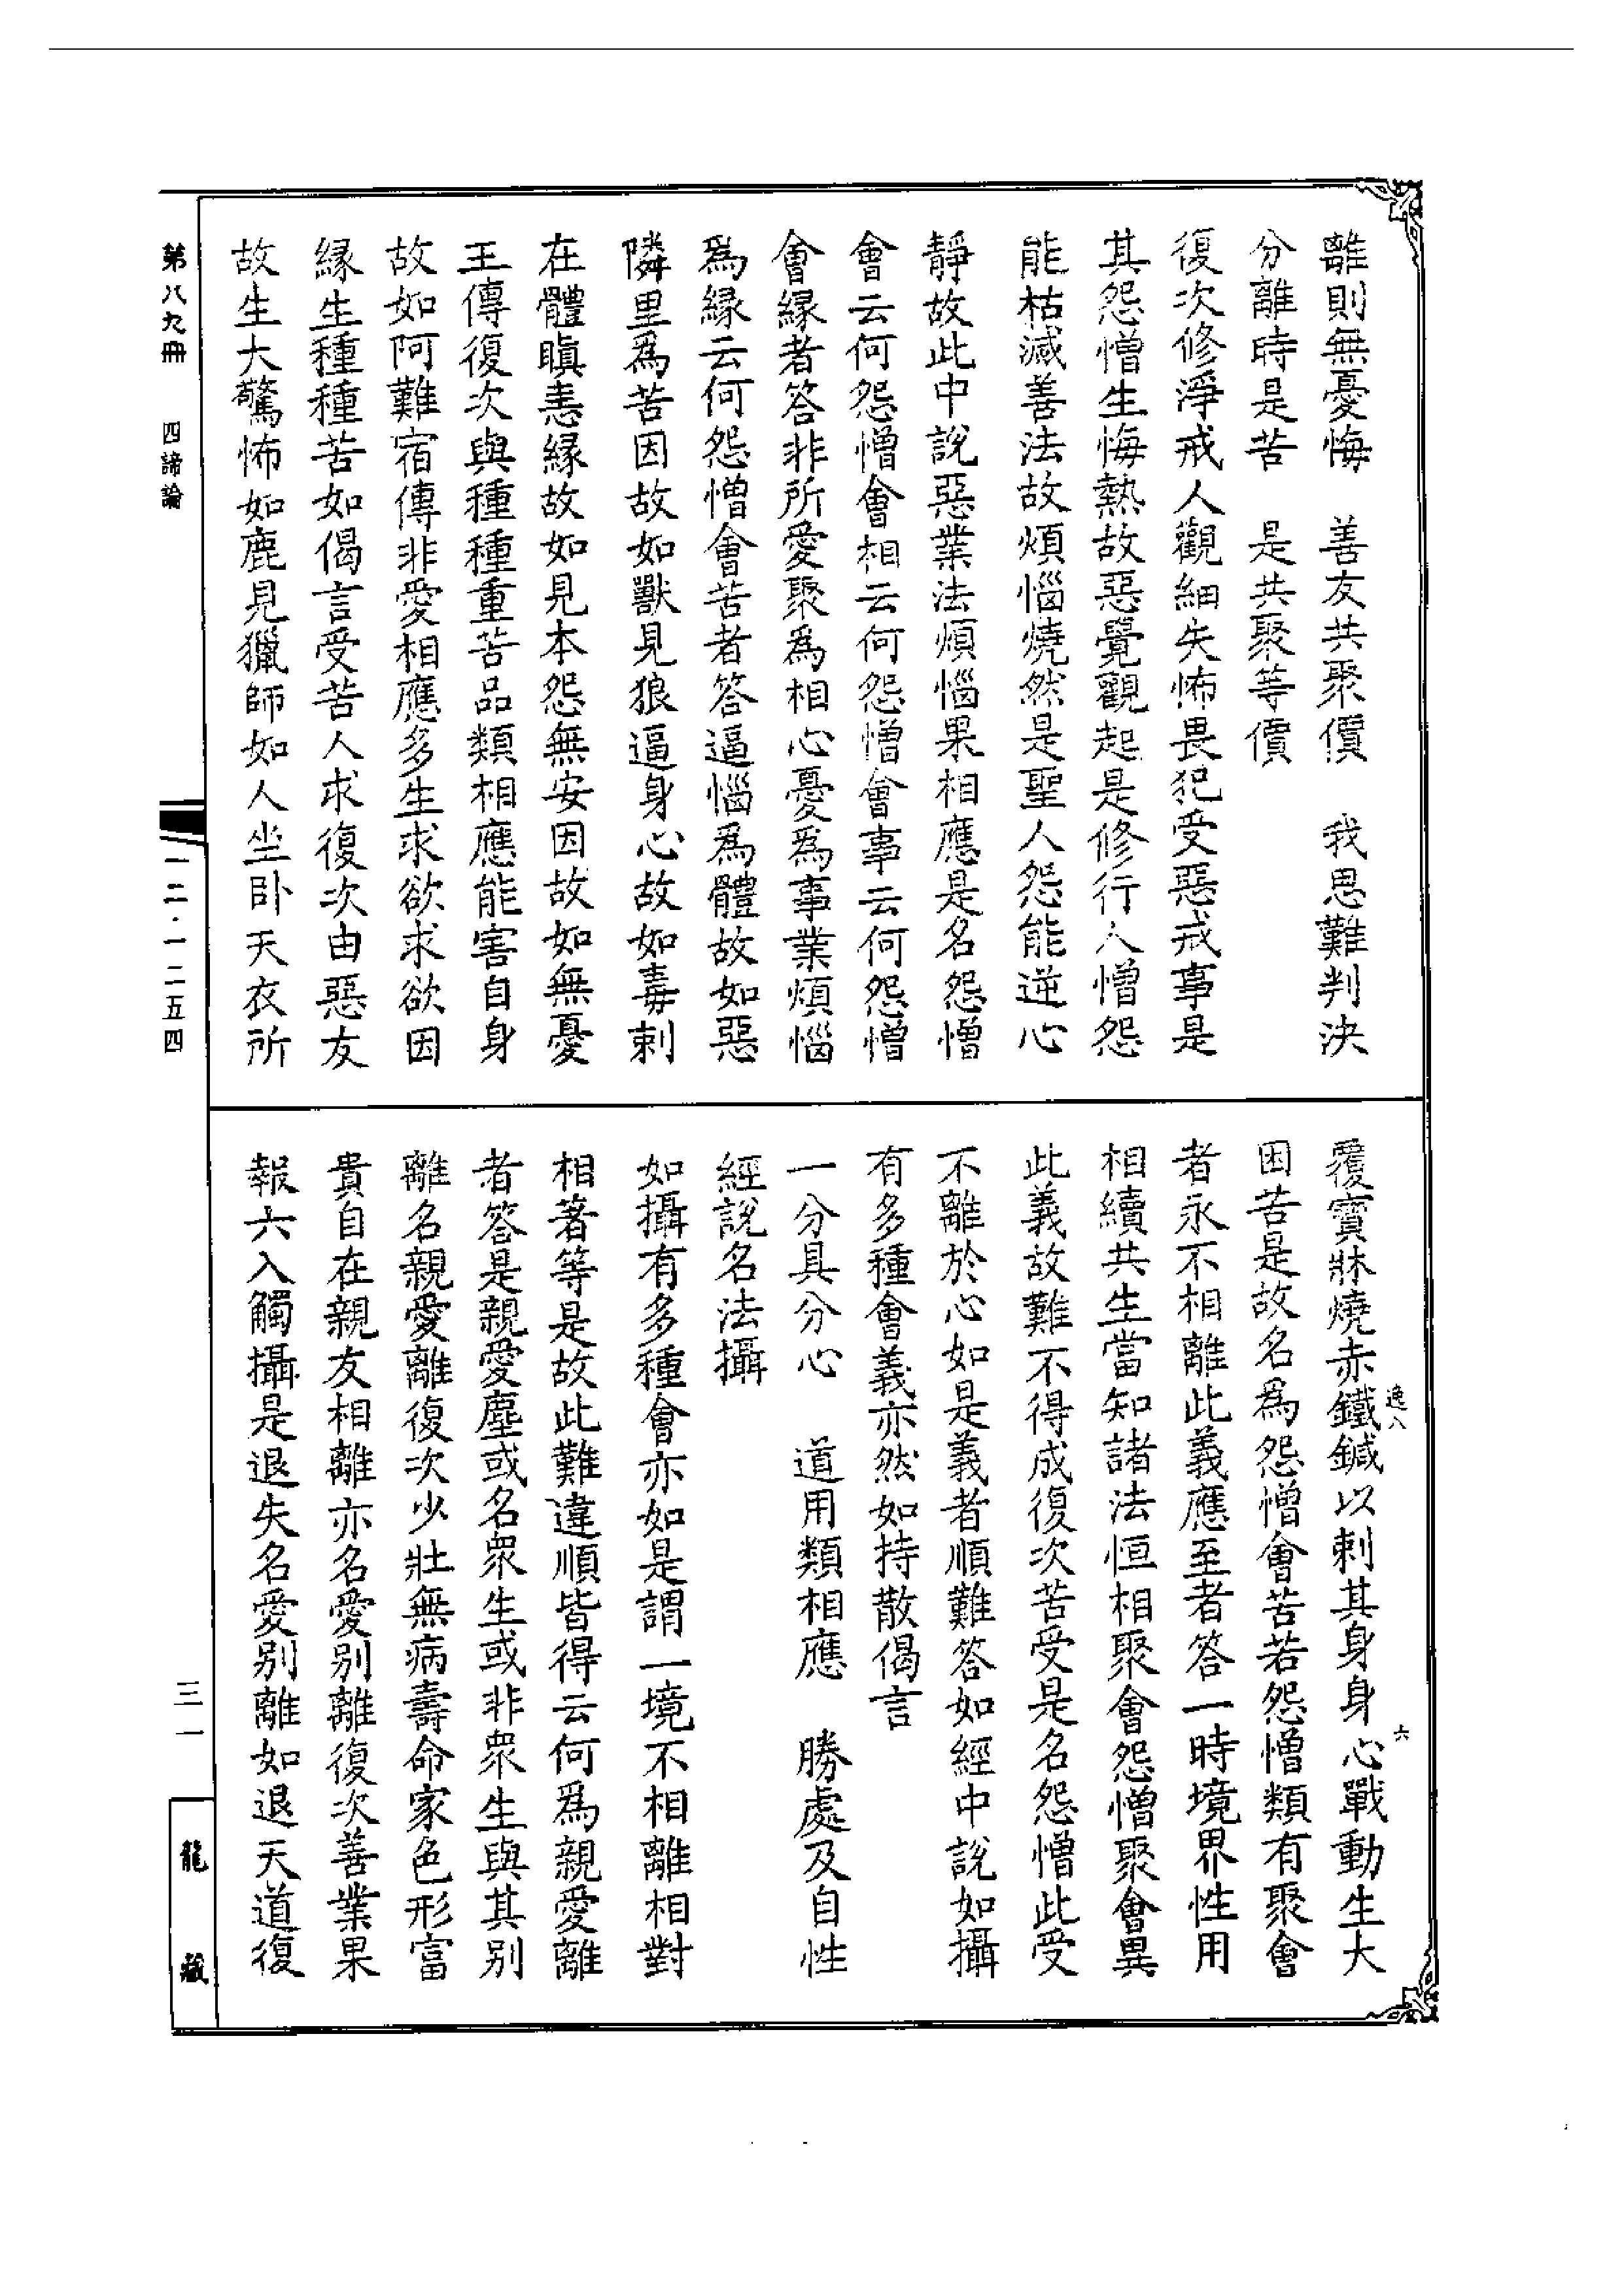 離則無憂悔　善友共聚價　我思難判決
分離時是苦　是共聚等價
復次修淨戒人觀細失怖畏犯受惡戒事是
其怨憎生悔熱故惡覺觀起是修行人憎怨
能枯滅善法故煩惱燒然是聖人怨能逆心
靜故此中說惡業法煩惱果相應是名怨憎
會云何怨憎會相云何怨憎會事云何怨憎
會緣者答非所愛聚爲相心憂爲事業煩惱
爲緣云何怨憎會苦者答逼惱爲體故如惡
隣里爲苦因故如獸見狼逼身心故如毒刺
在體瞋恚緣故如見本怨無安因故如無憂
王傳復次與種種重苦品類相應能害自身
故如阿難宿傳非愛相應多生求欲求欲因
緣生種種苦如偈言受苦人求復次由惡友
故生大驚怖如鹿見獵師如人坐卧天衣所
覆寶牀燒赤鐵鍼以刺其身身心戰動生大
困苦是故名爲怨憎會苦若怨憎類有聚會
者永不相離此義應至者答一時境界性用
相續共生當知諸法恒相聚會怨憎聚會異
此義故難不得成復次苦受是名怨憎此受
不離於心如是義者順難答如經中說如攝
有多種會義亦然如持散偈言
一分具分心　道用類相應　勝處及自性
經說名法攝
如攝有多種會亦如是謂一境不相離相對
相著等是故此難違順皆得云何爲親愛離
者答是親愛塵或名衆生或非衆生與其別
離名親愛離復次少壯無病壽命家色形富
貴自在親友相離亦名愛別離復次善業果
報六入觸攝是退失名愛別離如退天道復
逸八
六
第八九冊　四諦論
一二·一二五四
三一
龍藏